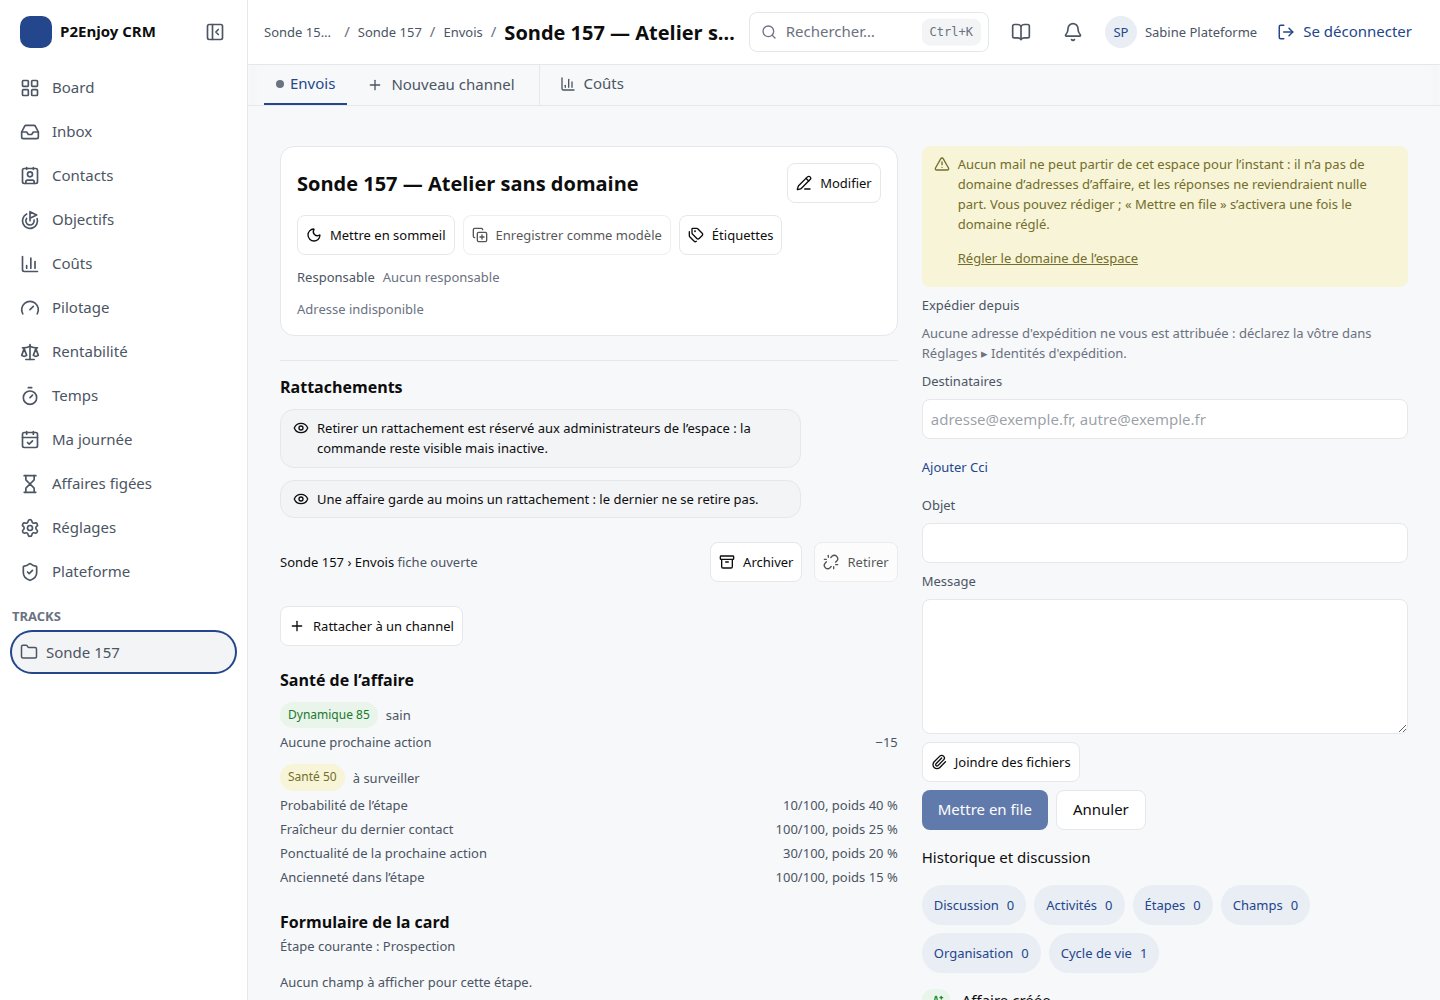 P2Enjoy CRM
Board
Inbox
Contacts
Objectifs
Coûts
Pilotage
Rentabilité
Temps
Ma journée
Affaires figées
Réglages
Plateforme
TRACKS
Sonde 157
Sonde 15... / Sonde 157 / Envois / Sonde 157 — Atelier s...
Rechercher... Ctrl+K
SP Sabine Plateforme
Se déconnecter
Envois
Nouveau channel
Coûts
Sonde 157 — Atelier sans domaine
Modifier
Mettre en sommeil
Enregistrer comme modèle
Étiquettes
Responsable Aucun responsable
Adresse indisponible
Rattachements
Retirer un rattachement est réservé aux administrateurs de l’espace : la
commande reste visible mais inactive.
Une affaire garde au moins un rattachement : le dernier ne se retire pas.
Sonde 157 › Envois fiche ouverte
Archiver
Retirer
Rattacher à un channel
Santé de l’affaire
Dynamique 85 sain
Aucune prochaine action −15
Santé 50 à surveiller
Probabilité de l’étape 10/100, poids 40 %
Fraîcheur du dernier contact 100/100, poids 25 %
Ponctualité de la prochaine action 30/100, poids 20 %
Ancienneté dans l’étape 100/100, poids 15 %
Formulaire de la card
Étape courante : Prospection
Aucun champ à afficher pour cette étape.
Aucun mail ne peut partir de cet espace pour l’instant : il n’a pas de
domaine d’adresses d’affaire, et les réponses ne reviendraient nulle
part. Vous pouvez rédiger ; « Mettre en file » s’activera une fois le
domaine réglé.
Régler le domaine de l’espace
Expédier depuis
Aucune adresse d'expédition ne vous est attribuée : déclarez la vôtre dans
Réglages ▸ Identités d'expédition.
Destinataires
adresse@exemple.fr, autre@exemple.fr
Ajouter Cci
Objet
Message
Joindre des fichiers
Mettre en file
Annuler
Historique et discussion
Discussion 0
Activités 0
Étapes 0
Champs 0
Organisation 0
Cycle de vie 1
At Affaire créée